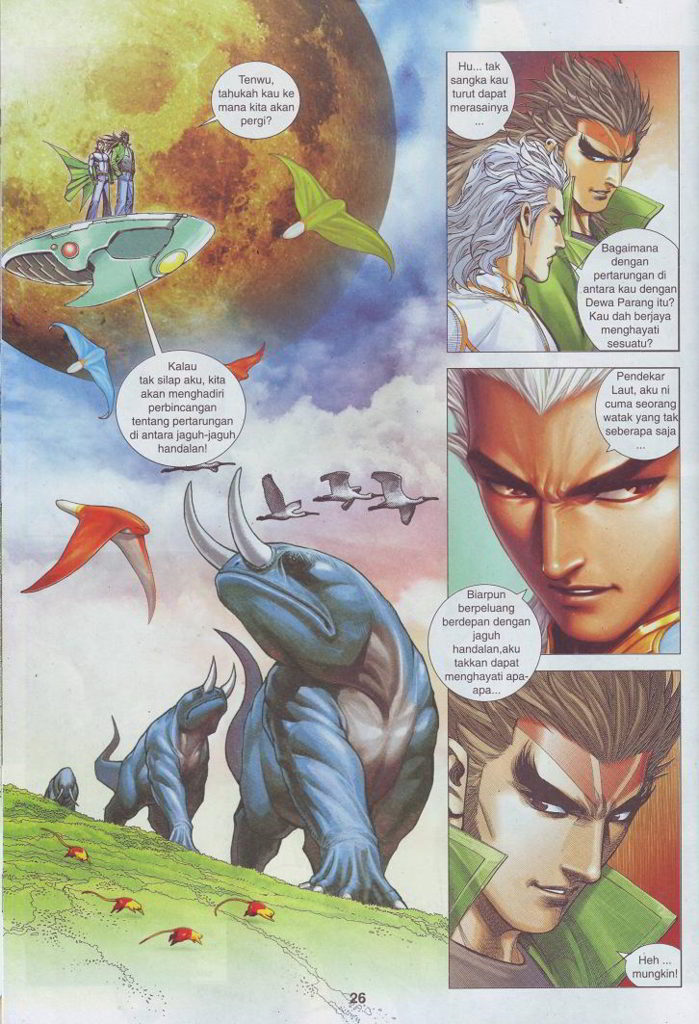 Tenwu,
tahukah kau ke
mana kita akan
pergi?
Kalau
tak silap aku, kita
akan menghadiri
perbincangan
tentang pertarungan
di antara jaguh-jaguh
handalan!
Hu... tak
sangka kau
turut dapat
merasainya
...
Bagaimana
dengan
pertarungan di
antara kau dengan
Dewa Parang itu?
Kau dah berjaya
menghayati
sesuatu?
Pendekar
Laut, aku ni
cuma seorang
watak yang tak
seberapa saja
...
Biarpun
berpeluang
berdepan dengan
jaguh
handalan,aku
takkan dapat
menghayati apa-
apa...
Heh ...
mungkin!
26